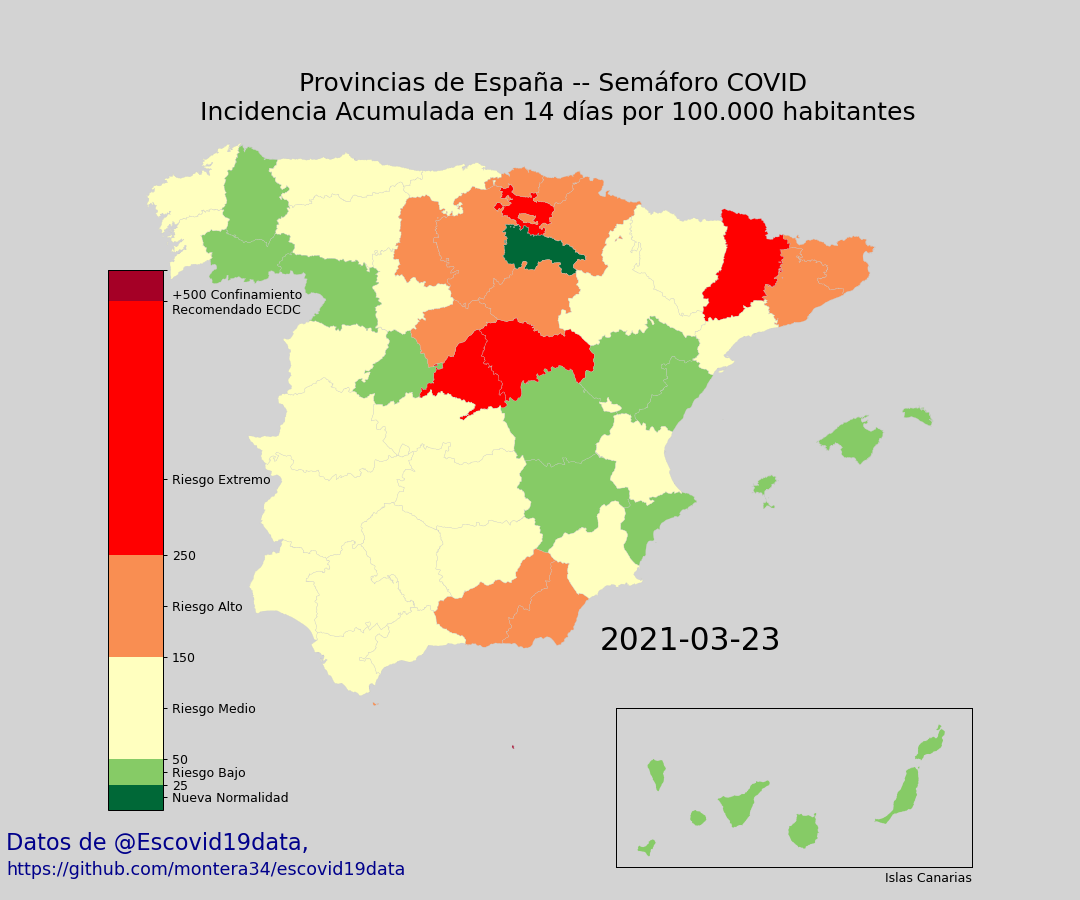 Provincias de España -- Semáforo COVID
Incidencia Acumulada en 14 días por 100.000 habitantes
+500 Confinamiento
Recomendado ECDC
Riesgo Extremo
250
Riesgo Alto
150
Riesgo Medio
50
Riesgo Bajo
25
Nueva Normalidad
2021-03-23
Islas Canarias
Datos de @Escovid19data,
https://github.com/montera34/escovid19data